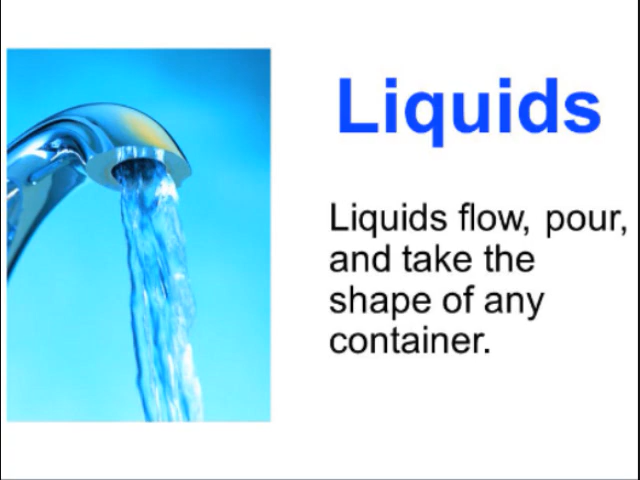 Liquids
Liquids flow, pour,
and take the
shape of any
container.